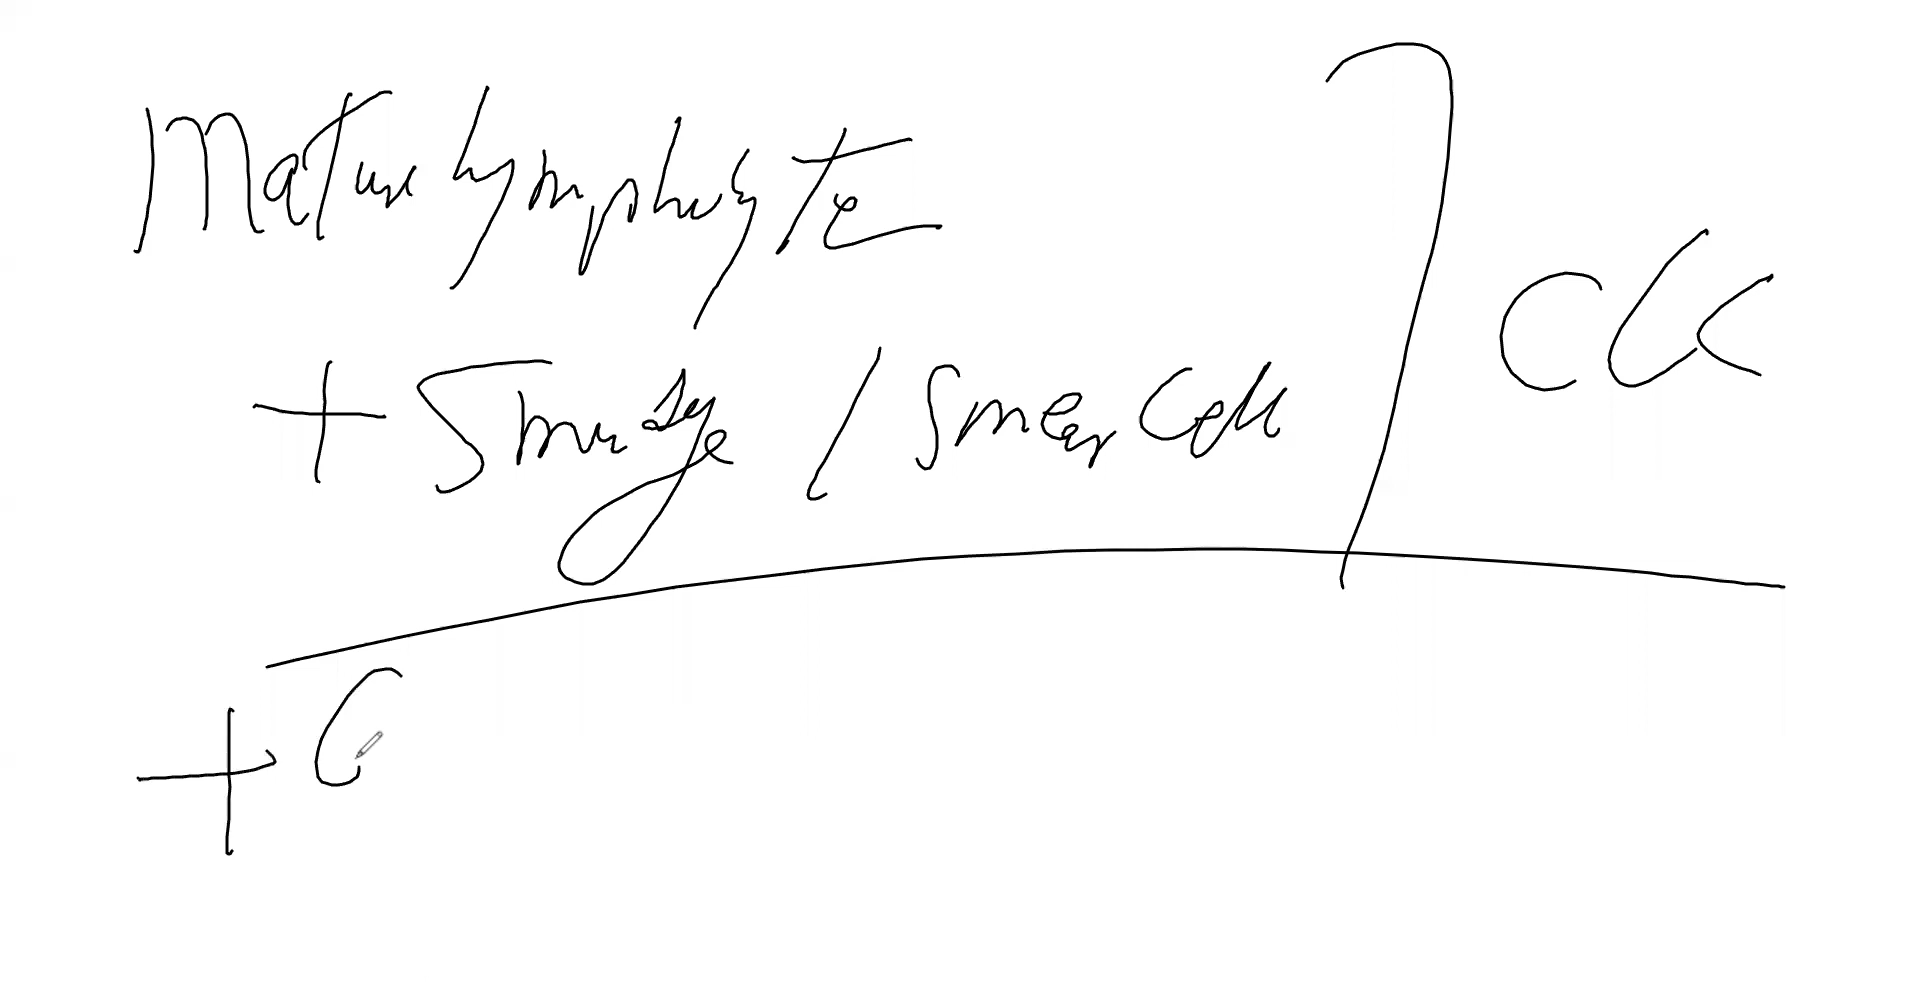 Mature lymphocyte
+ Smudge / Smear Cell
CLL
+ C